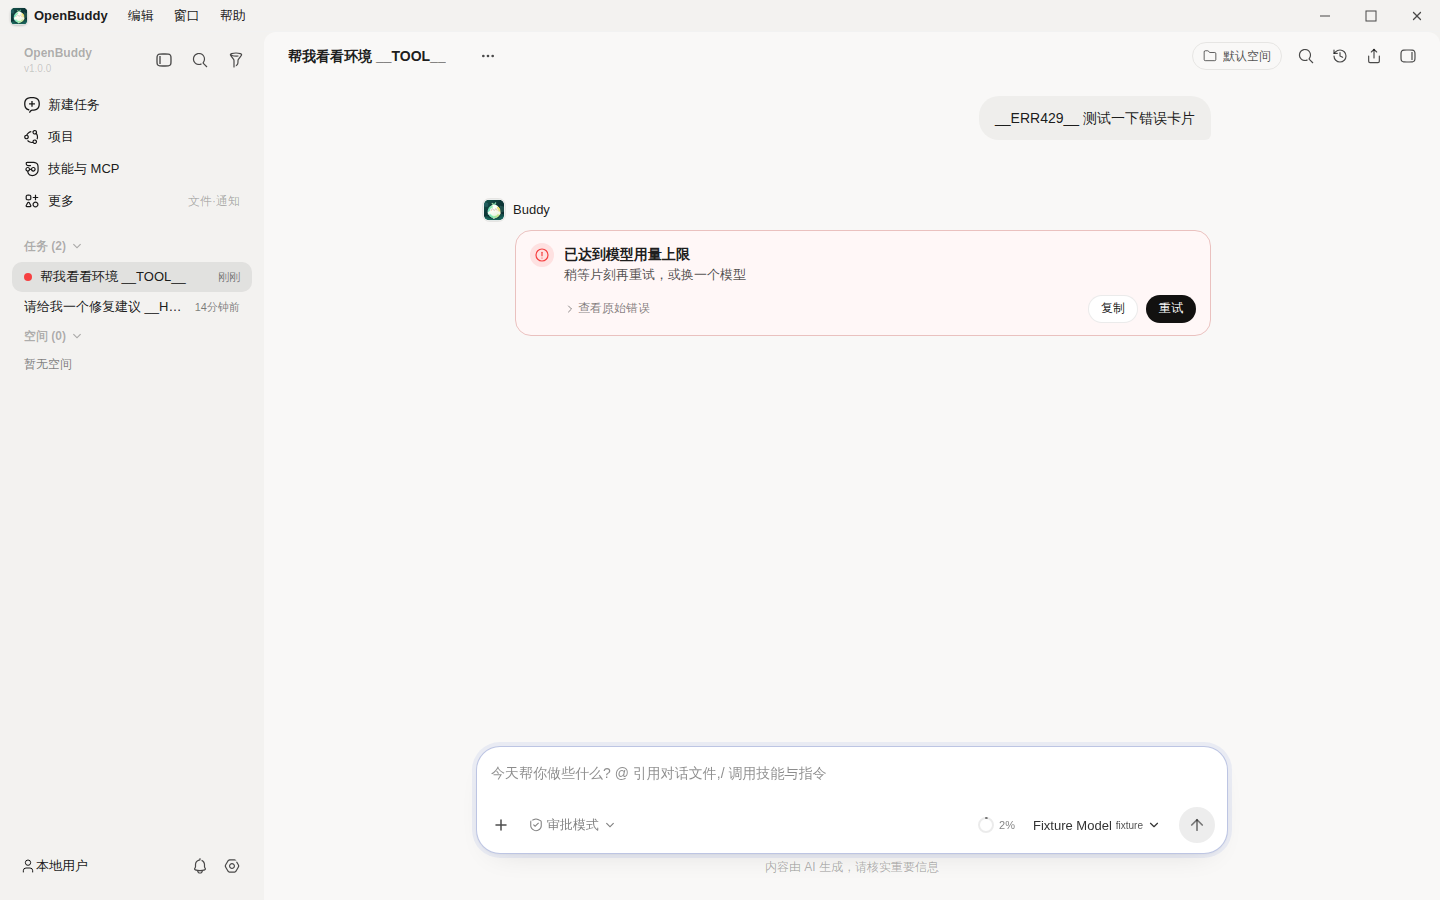 OpenBuddy 编辑 窗口 帮助
OpenBuddy
v1.0.0
新建任务
项目
技能与 MCP
更多 文件·通知
任务 (2)
帮我看看环境 __TOOL__ 刚刚
请给我一个修复建议 __H... 14分钟前
空间 (0)
暂无空间
本地用户
帮我看看环境 __TOOL__
默认空间
__ERR429__ 测试一下错误卡片
Buddy
已达到模型用量上限
稍等片刻再重试，或换一个模型
查看原始错误
复制 重试
今天帮你做些什么? @ 引用对话文件,/ 调用技能与指令
审批模式 2% Fixture Model fixture
内容由 AI 生成，请核实重要信息